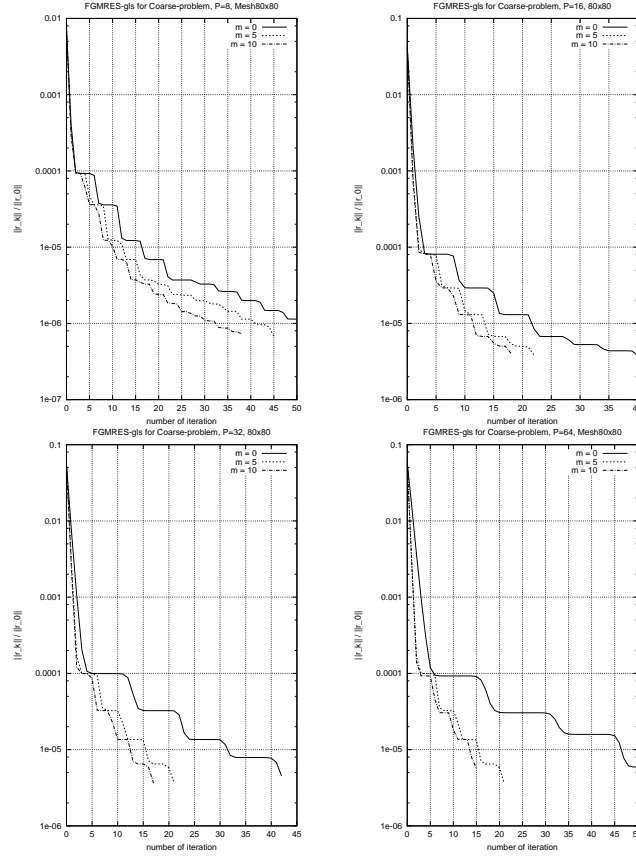 FGMRES-gls for Coarse-problem, P=8, Mesh80x80
m = 0
m = 5
m = 10
||r_k|| / ||r_0||
0.01
0.001
0.0001
1e-05
1e-06
1e-07
0 5 10 15 20 25 30 35 40 45 50
number of iteration
FGMRES-gls for Coarse-problem, P=16, 80x80
m = 0
m = 5
m = 10
||r_k|| / ||r_0||
0.1
0.01
0.001
0.0001
1e-05
1e-06
0 5 10 15 20 25 30 35 40
number of iteration
FGMRES-gls for Coarse-problem, P=32, 80x80
m = 0
m = 5
m = 10
||r_k|| / ||r_0||
0.1
0.01
0.001
0.0001
1e-05
1e-06
0 5 10 15 20 25 30 35 40 45
number of iteration
FGMRES-gls for Coarse-problem, P=64, Mesh80x80
m = 0
m = 5
m = 10
||r_k|| / ||r_0||
0.1
0.01
0.001
0.0001
1e-05
1e-06
0 5 10 15 20 25 30 35 40 45 50
number of iteration